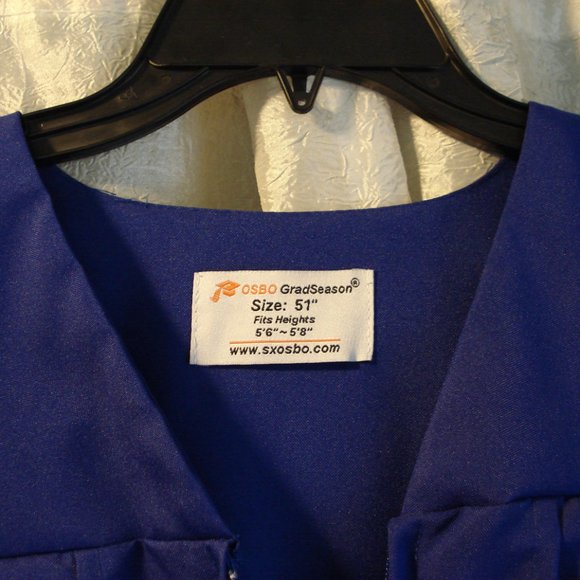 OSBO GradSeason®
Size: 51"
Fits Heights
5'6"~5'8"
www.sxosbo.com